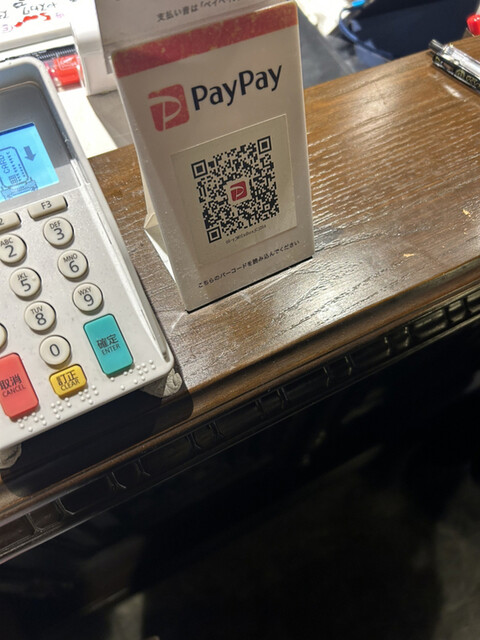 支払い音は「ペイペイ
PayPay
こちらのバーコードを読み込んでください
F3
ABC
2
DEF
3
JKL
5
MNO
6
TUV
8
WXY
9
0
取消
CANCEL
訂正
CLEAR
確定
ENTER